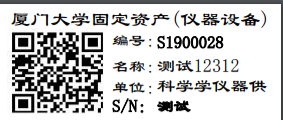 厦门大学固定资产(仪器设备)
编号: S1900028
名称: 测试12312
单位: 科学学仪器供
S/N: 测试